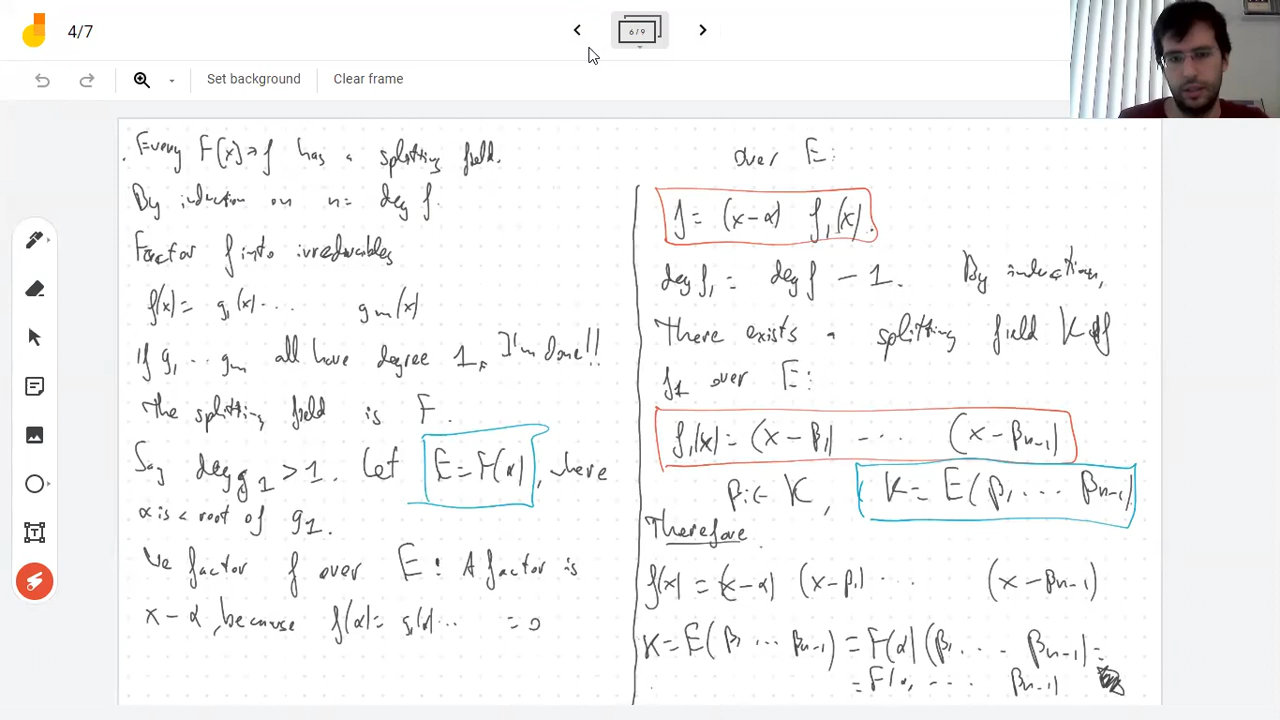 4/7
6/9
Set background
Clear frame
. Every F[x]∋f has a splitting field.
By induction on n= deg f.
Factor f into irreducibles
f(x)= g₁(x)... gₘ(x)
If g₁ ... gₘ all have degree 1, I'm Done!!
The splitting field is F.
Say deg g₁ > 1. Let E=F(α), where
α is a root of g₁.
We factor f over E: A factor is
x-α, because f(α)= g₁(α)... =0
over E:
f= (x-α) f₁(x).
deg f₁ = deg f - 1. By induction,
There exists a splitting field K of
f₁ over E:
f₁(x)= (x-β₁) ... (x-βₙ₋₁)
βᵢ∈ K, K= E(β₁ ... βₙ₋₁)
Therefore
f(x) = (x-α) (x-β₁) ... (x-βₙ₋₁)
K=E(β₁ ... βₙ₋₁) = F(α)(β₁ ... βₙ₋₁)=
=F(α, ... βₙ₋₁)